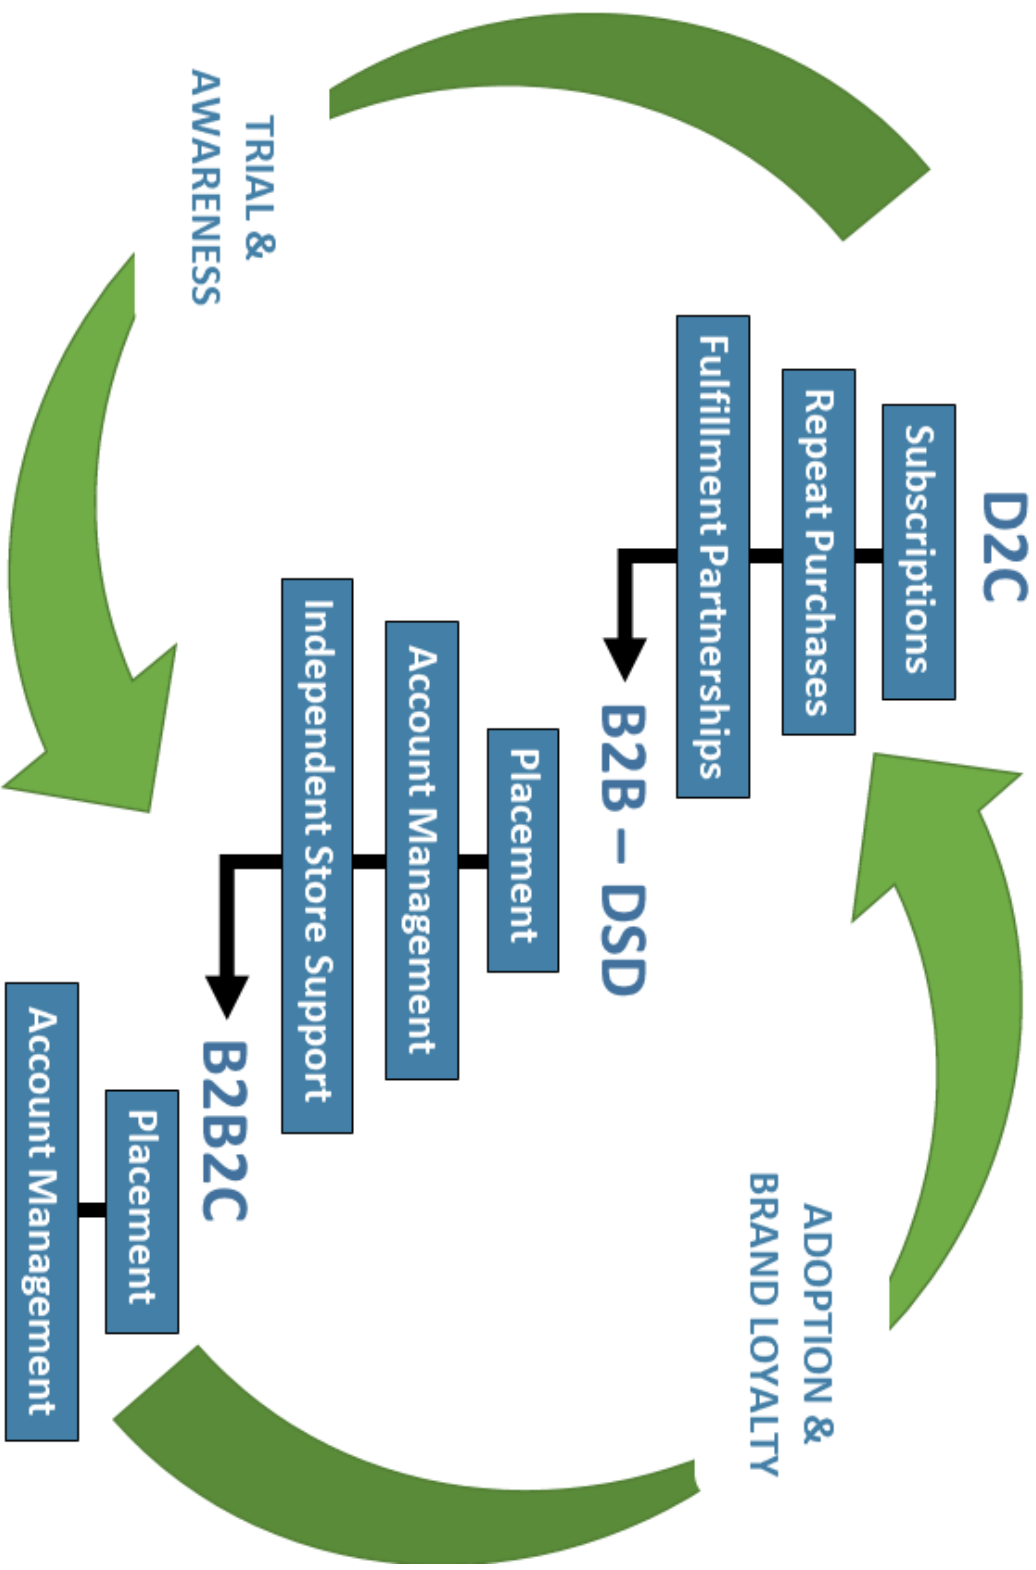 D2C
Subscriptions
Repeat Purchases
Fulfillment Partnerships
B2B – DSD
Placement
Account Management
Independent Store Support
B2B2C
Placement
Account Management
TRIAL &
AWARENESS
ADOPTION &
BRAND LOYALTY